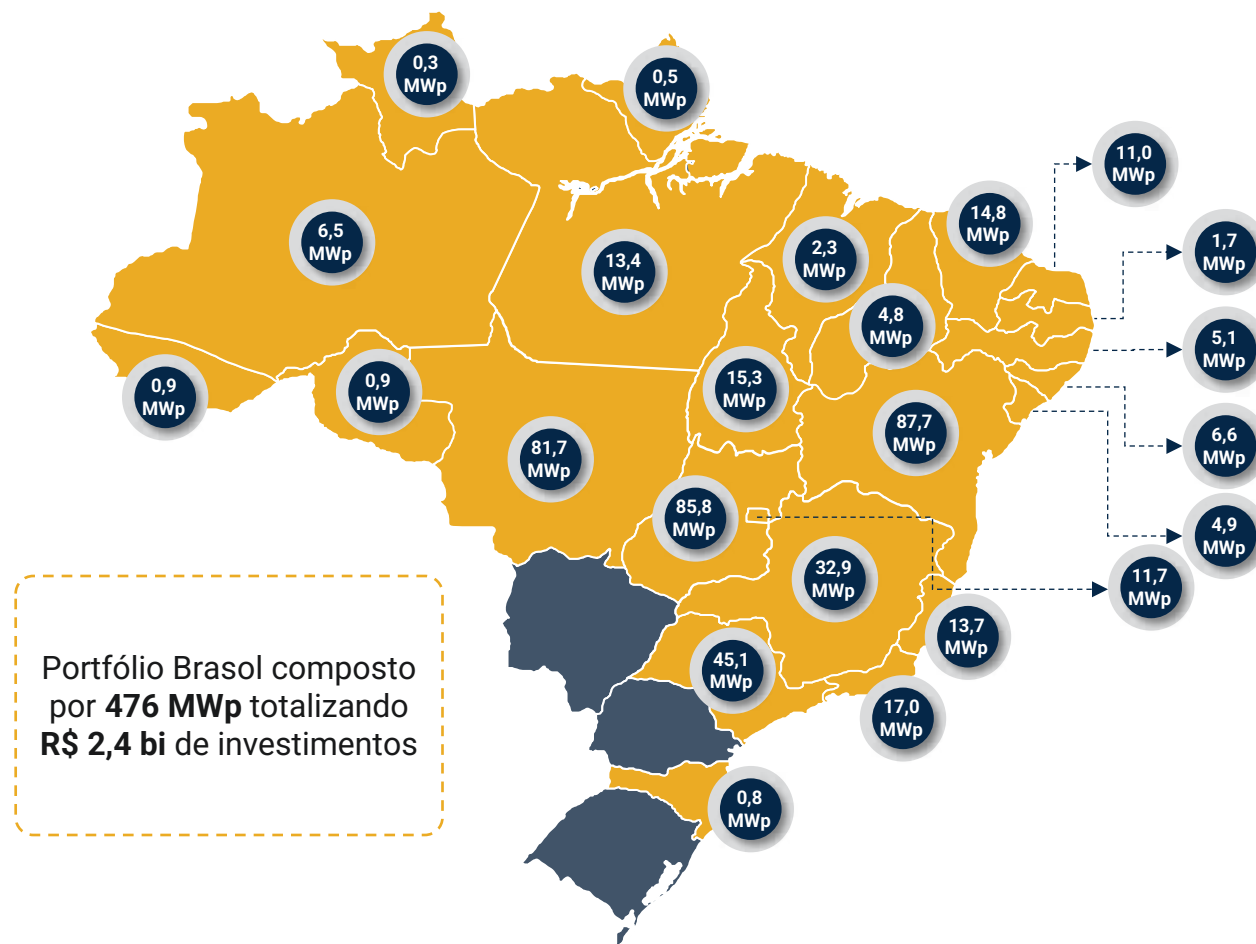 0,3
MWp
0,5
MWp
11,0
MWp
14,8
MWp
1,7
MWp
6,5
MWp
13,4
MWp
2,3
MWp
4,8
MWp
5,1
MWp
0,9
MWp
0,9
MWp
15,3
MWp
87,7
MWp
6,6
MWp
81,7
MWp
85,8
MWp
4,9
MWp
32,9
MWp
11,7
MWp
13,7
MWp
45,1
MWp
17,0
MWp
0,8
MWp
Portfólio Brasol composto
por 476 MWp totalizando
R$ 2,4 bi de investimentos